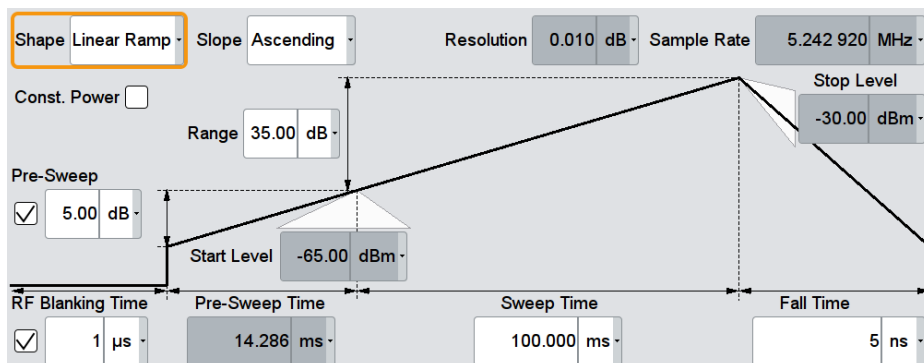 Shape Linear Ramp Slope Ascending Resolution 0.010 dB Sample Rate 5.242 920 MHz
Stop Level
Const. Power
-30.00 dBm
Range 35.00 dB
Pre-Sweep
5.00 dB
Start Level -65.00 dBm
RF Blanking Time Pre-Sweep Time Sweep Time Fall Time
1 µs 14.286 ms 100.000 ms 5 ns